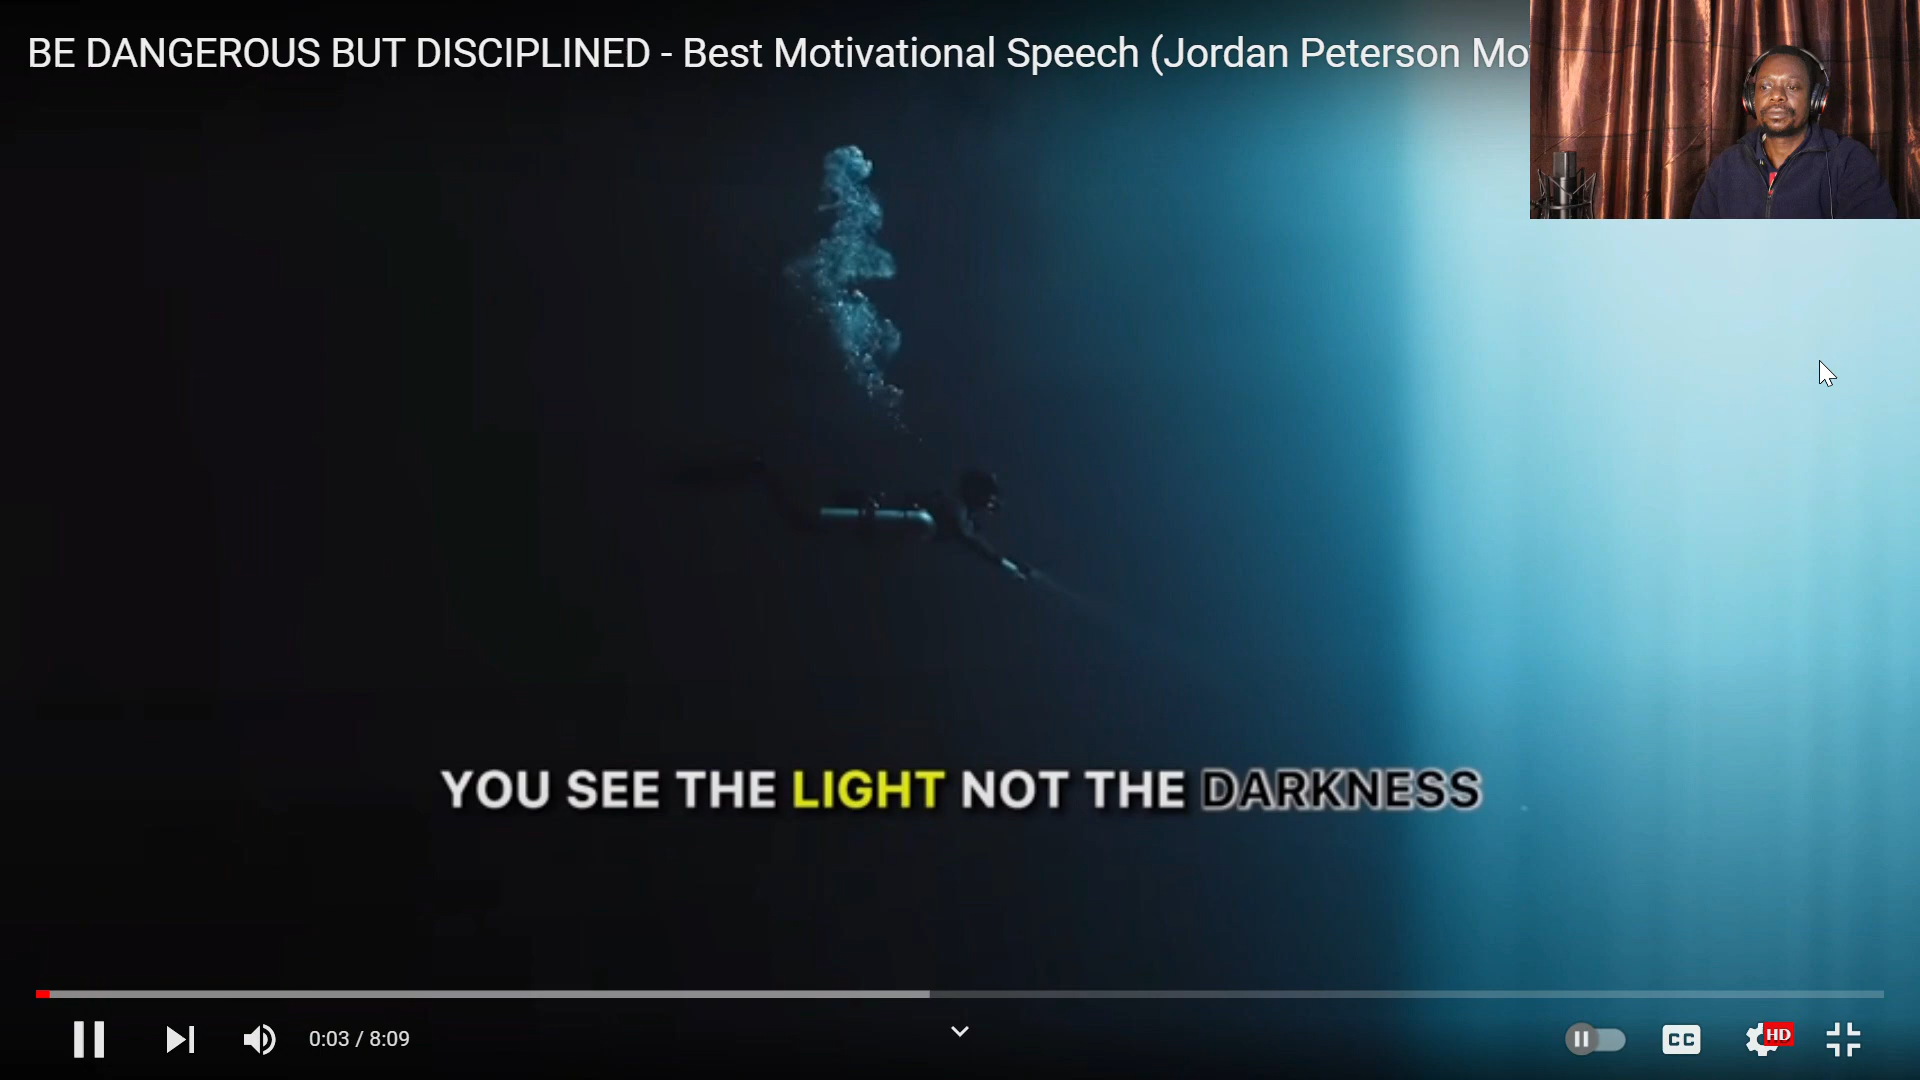 BE DANGEROUS BUT DISCIPLINED - Best Motivational Speech (Jordan Peterson Mo
YOU SEE THE LIGHT NOT THE DARKNESS
0:03 / 8:09
CC
HD